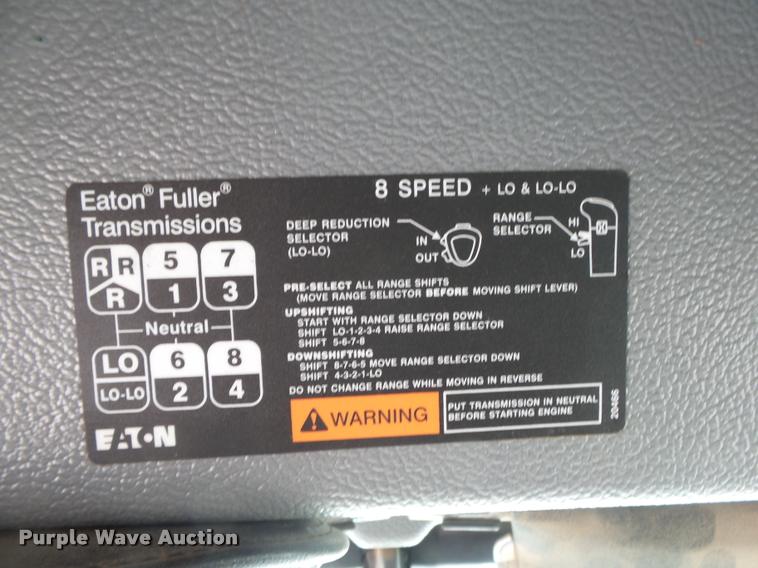 Eaton® Fuller®
Transmissions
8 SPEED + LO & LO-LO
DEEP REDUCTION
SELECTOR
(LO-LO)
IN
OUT
RANGE
SELECTOR
HI
LO
R R 5 7
R 1 3
Neutral
LO 6 8
LO-LO 2 4
PRE-SELECT ALL RANGE SHIFTS
(MOVE RANGE SELECTOR BEFORE MOVING SHIFT LEVER)
UPSHIFTING
START WITH RANGE SELECTOR DOWN
SHIFT LO-1-2-3-4 RAISE RANGE SELECTOR
SHIFT 5-6-7-8
DOWNSHIFTING
SHIFT 8-7-6-5 MOVE RANGE SELECTOR DOWN
SHIFT 4-3-2-1-LO
DO NOT CHANGE RANGE WHILE MOVING IN REVERSE
EATON
WARNING
PUT TRANSMISSION IN NEUTRAL
BEFORE STARTING ENGINE
20486
Purple Wave Auction